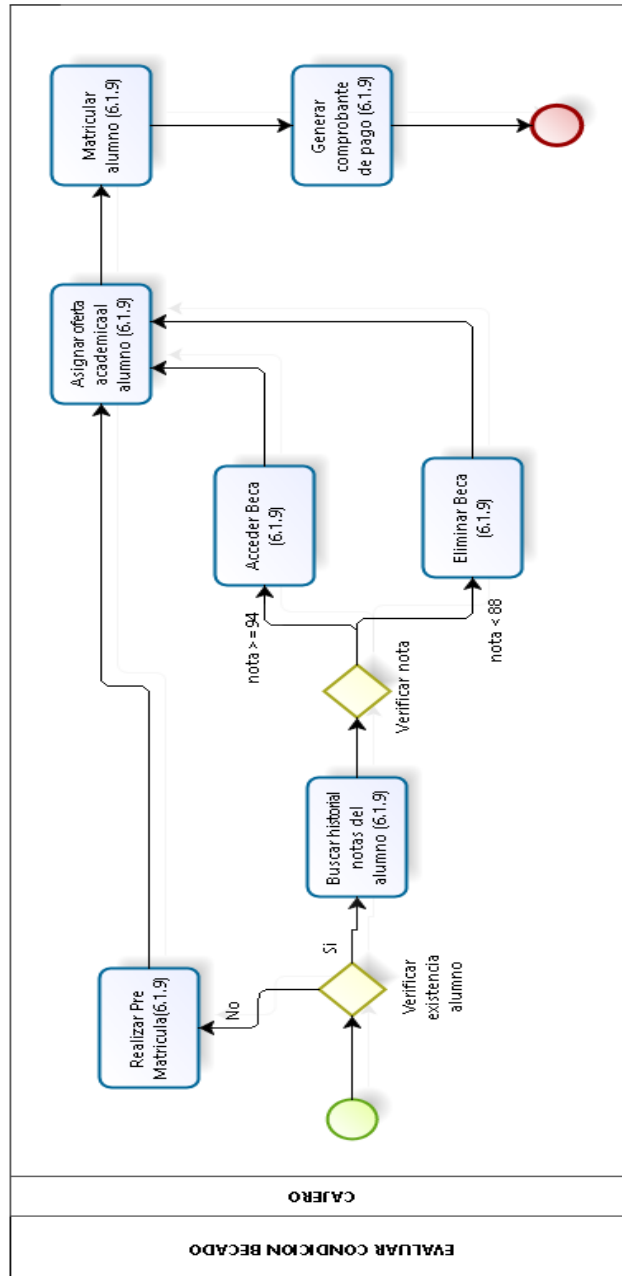 EVALUAR CONDICION BECADO
CAJERO
Verificar
existencia
alumno
No
Si
Realizar Pre
Matricula(6.1.9)
Buscar historial
notas del
alumno (6.1.9)
Verificar nota
nota > = 94
nota < 88
Acceder Beca
(6.1.9)
Eliminar Beca
(6.1.9)
Asignar oferta
academicaal
alumno (6.1.9)
Matricular
alumno (6.1.9)
Generar
comprobante
de pago (6.1.9)